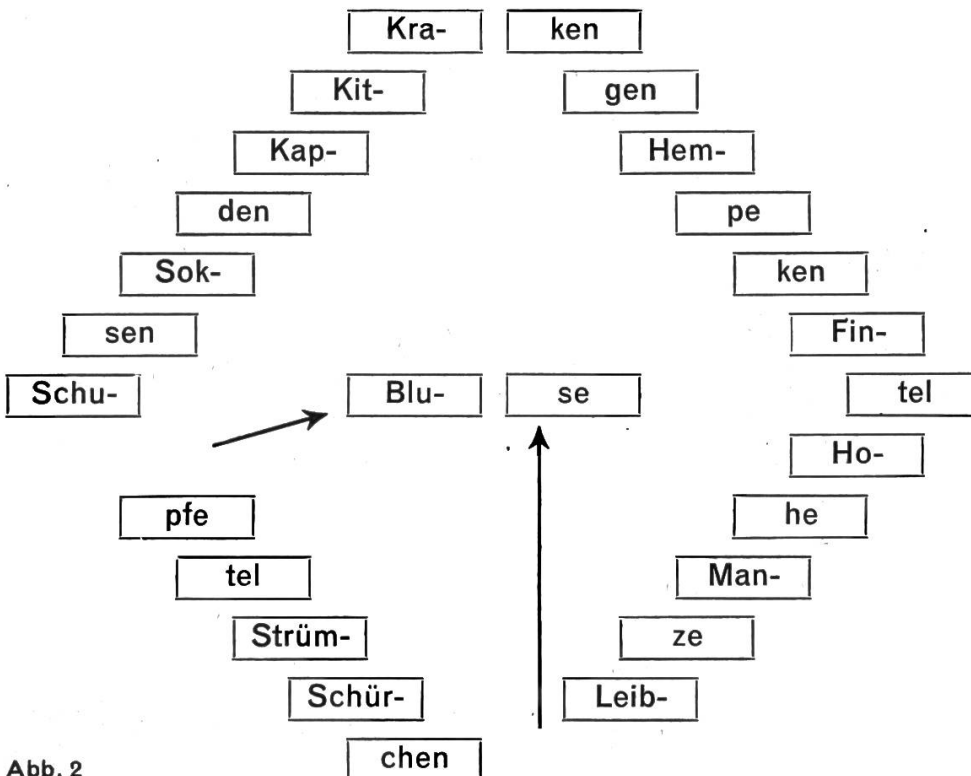 Kra- ken
Kit- gen
Kap- Hem-
den pe
Sok- ken
sen Fin-
Schu- Blu- se tel
Ho-
pfe he
tel Man-
Strüm- ze
Schür- Leib-
chen
Abb. 2